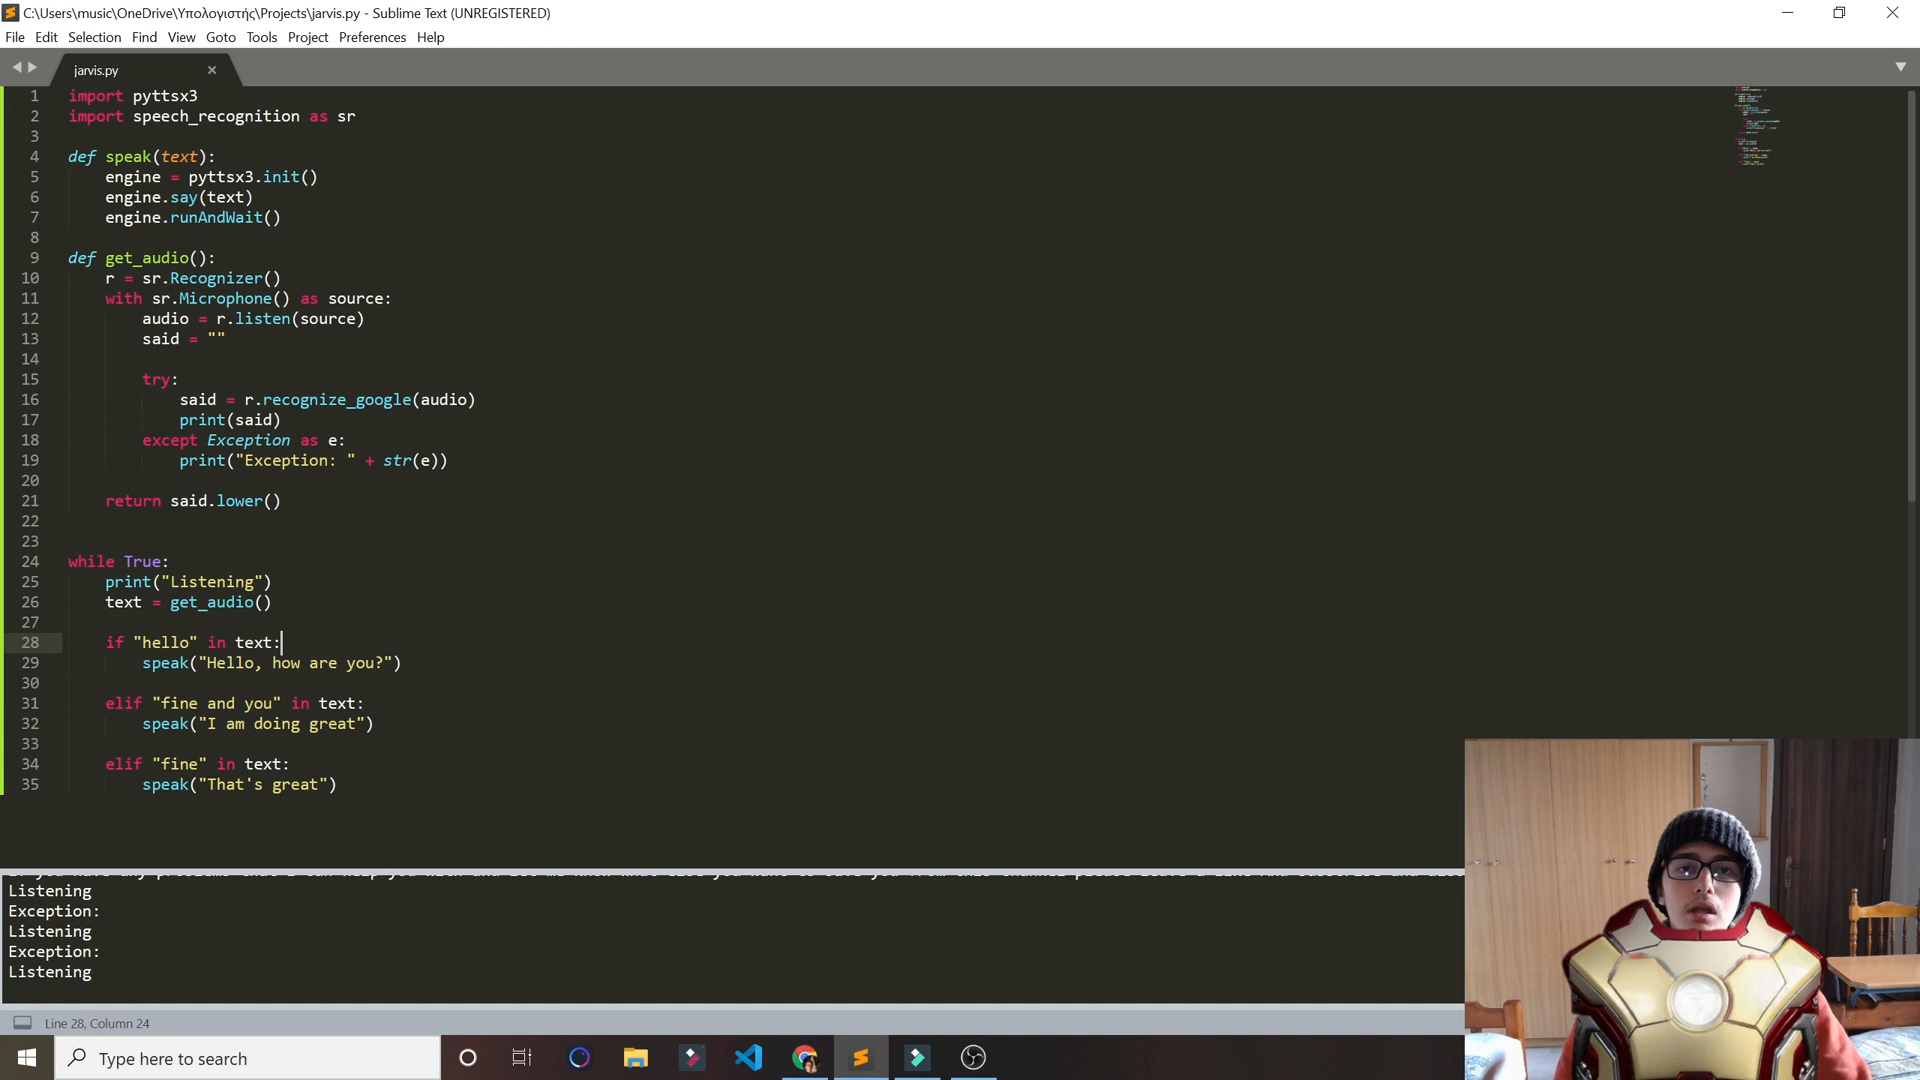 C:\Users\music\OneDrive\Υπολογιστής\Projects\jarvis.py - Sublime Text (UNREGISTERED)
File Edit Selection Find View Goto Tools Project Preferences Help
jarvis.py
1 import pyttsx3
2 import speech_recognition as sr
3
4 def speak(text):
5 engine = pyttsx3.init()
6 engine.say(text)
7 engine.runAndWait()
8
9 def get_audio():
10 r = sr.Recognizer()
11 with sr.Microphone() as source:
12 audio = r.listen(source)
13 said = ""
14
15 try:
16 said = r.recognize_google(audio)
17 print(said)
18 except Exception as e:
19 print("Exception: " + str(e))
20
21 return said.lower()
22
23
24 while True:
25 print("Listening")
26 text = get_audio()
27
28 if "hello" in text:
29 speak("Hello, how are you?")
30
31 elif "fine and you" in text:
32 speak("I am doing great")
33
34 elif "fine" in text:
35 speak("That's great")
Listening
Exception:
Listening
Exception:
Listening
Line 28, Column 24
Type here to search